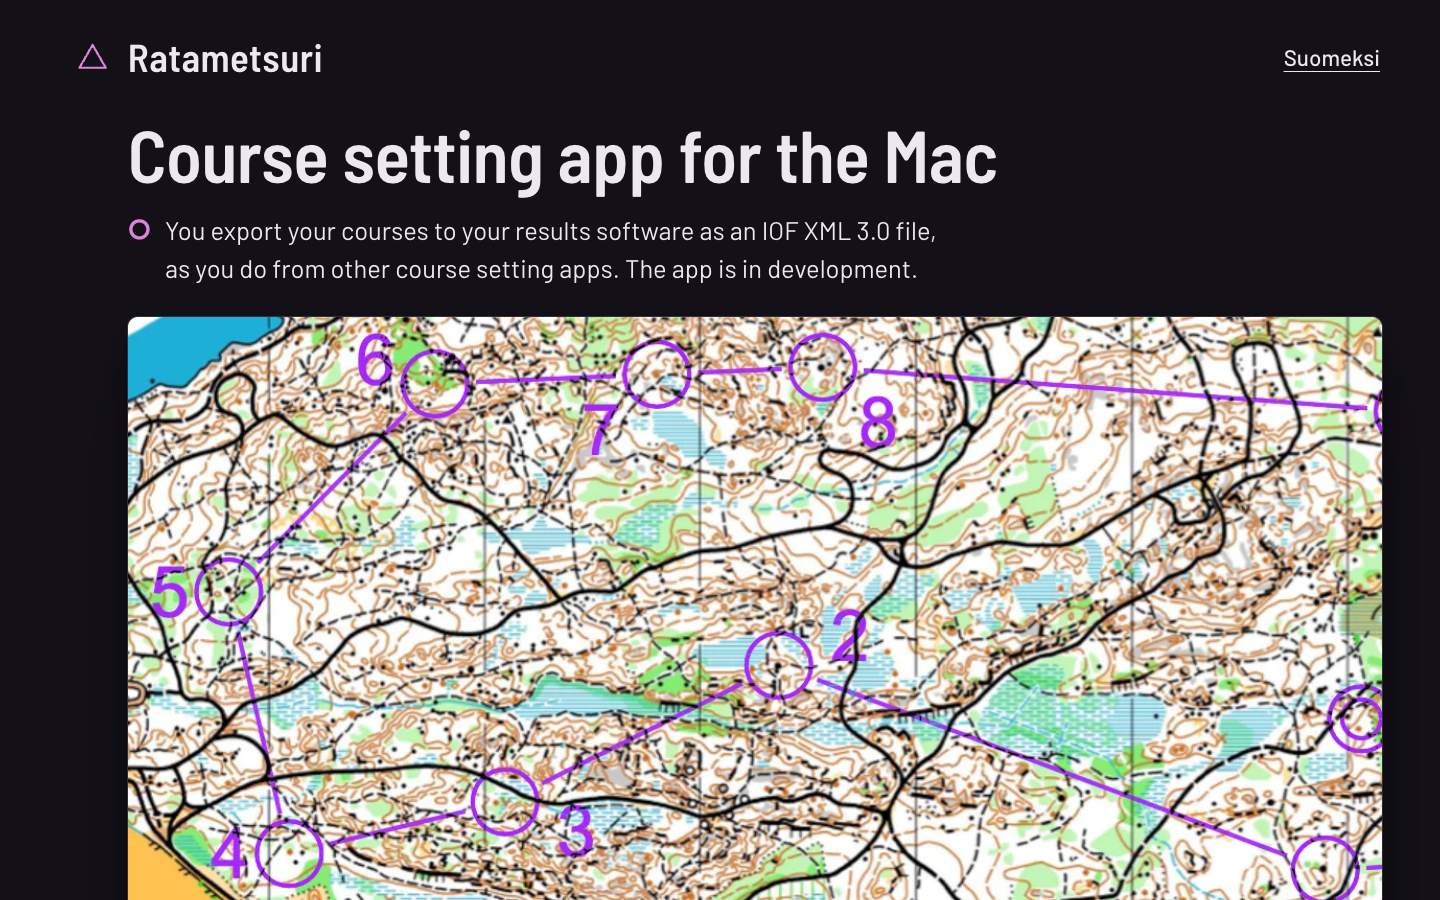 Ratametsuri
Suomeksi
Course setting app for the Mac
You export your courses to your results software as an IOF XML 3.0 file,
as you do from other course setting apps. The app is in development.
6
7
8
5
2
3
4